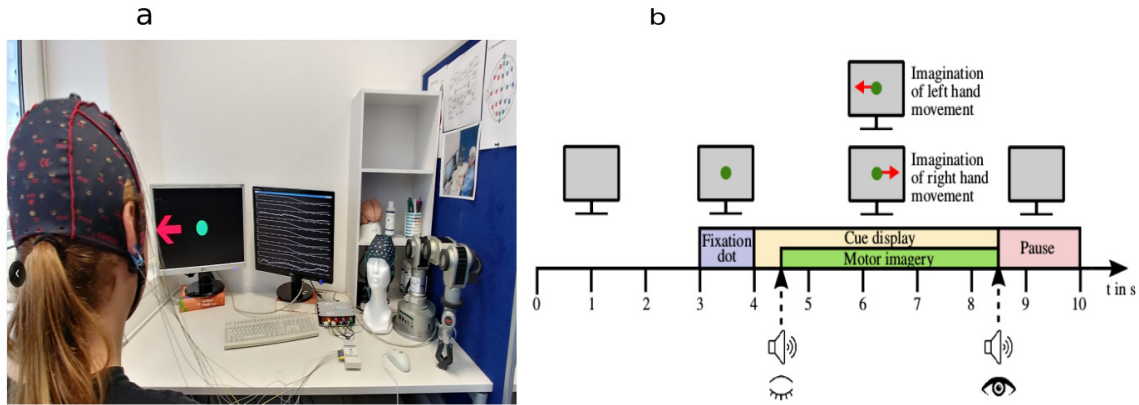 a
b
Imagination
of left hand
movement
Imagination
of right hand
movement
Fixation
dot
Cue display
Motor imagery
Pause
0 1 2 3 4 5 6 7 8 9 10 t in s